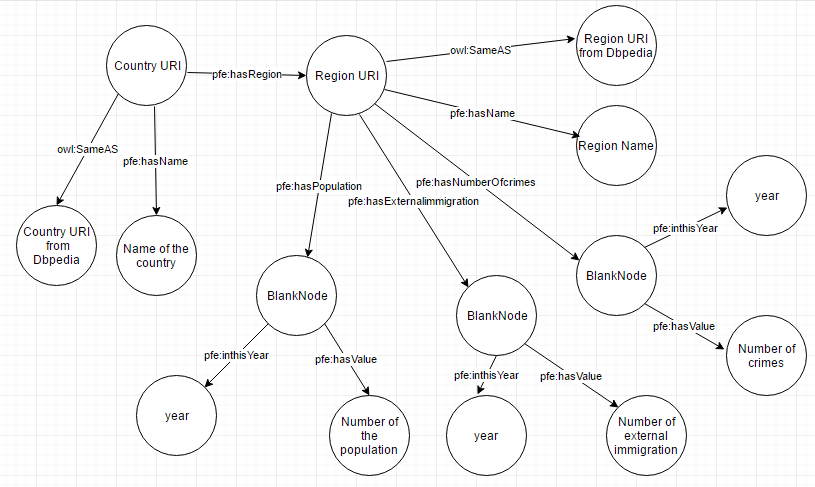 Country URI
pfe:hasRegion
Region URI
owl:SameAS
Region URI
from Dbpedia
pfe:hasName
Region Name
owl:SameAS
pfe:hasName
Country URI
from
Dbpedia
Name of the
country
pfe:hasPopulation
pfe:hasExternalimmigration
pfe:hasNumberOfcrimes
BlankNode
pfe:inthisYear
year
pfe:hasValue
Number of
the
population
BlankNode
pfe:inthisYear
year
pfe:hasValue
Number of
external
immigration
BlankNode
pfe:inthisYear
year
pfe:hasValue
Number of
crimes